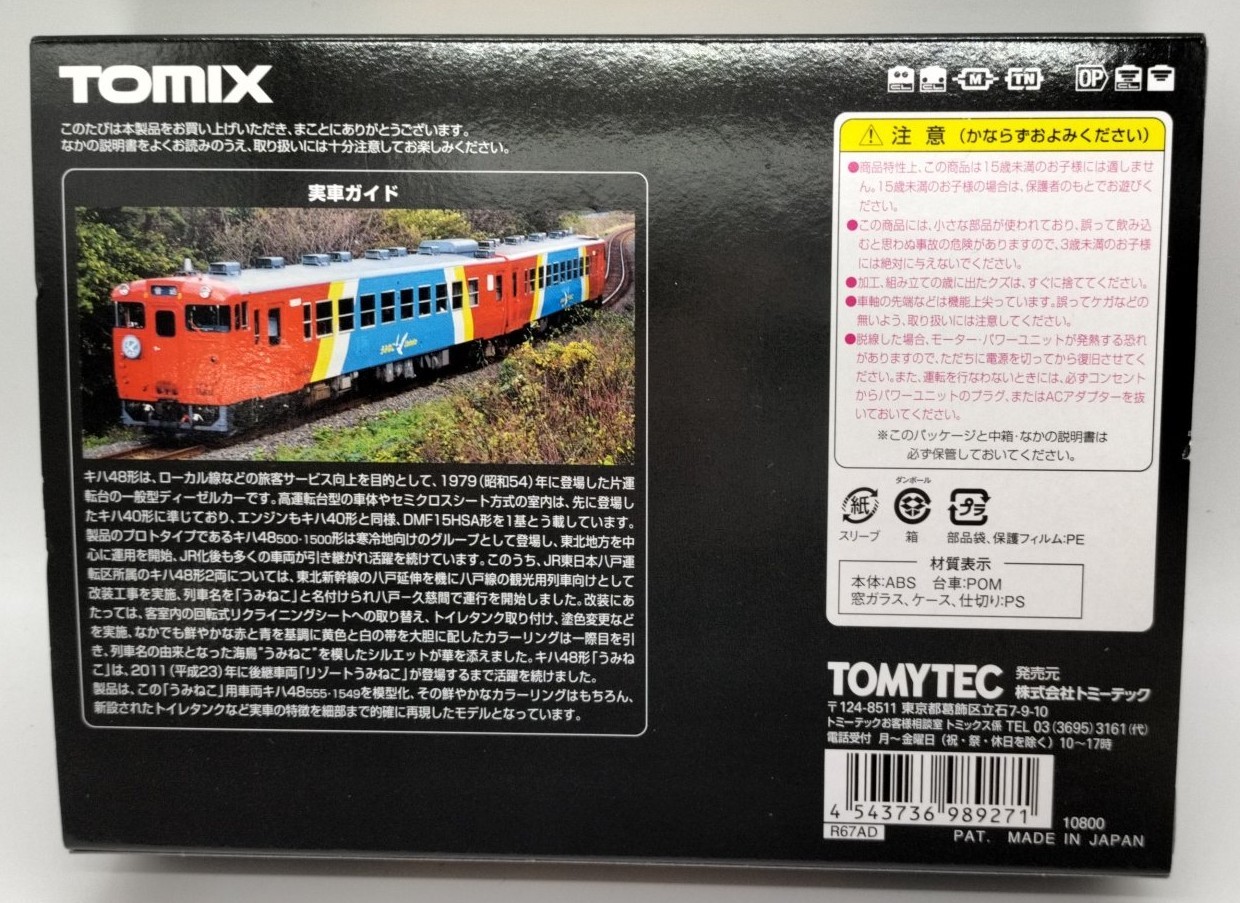 TOMIX
このたびは本製品をお買い上げいただき、まことにありがとうございます。
なかの説明書をよくお読みのうえ、取り扱いには十分注意してお楽しみください。
実車ガイド
キハ48形は、ローカル線などの旅客サービス向上を目的として、1979(昭和54)年に登場した片運
転台の一般型ディーゼルカーです。高運転台型の車体やセミクロスシート方式の室内は、先に登場し
たキハ40形に準じており、エンジンもキハ40形と同様、DMF15HSA形を1基とう載しています。
製品のプロトタイプであるキハ48500・1500形は寒冷地向けのグループとして登場し、東北地方を中
心に運用を開始、JR化後も多くの車両が引き継がれ活躍を続けています。このうち、JR東日本八戸運
転区所属のキハ48形2両については、東北新幹線の八戸延伸を機に八戸線の観光用列車向けとして
改装工事を実施、列車名を「うみねこ」と名付けられ八戸ー久慈間で運行を開始しました。改装にあ
たっては、客室内の回転式リクライニングシートへの取り替え、トイレタンク取り付け、塗色変更など
を実施、なかでも鮮やかな赤と青を基調に黄色と白の帯を大胆に配したカラーリングは一際目を引
き、列車名の由来となった海鳥“うみねこ”を模したシルエットが華を添えました。キハ48形「うみね
こ」は、2011(平成23)年に後継車両「リゾートうみねこ」が登場するまで活躍を続けました。
製品は、この「うみねこ」用車両キハ48555・1549を模型化、その鮮やかなカラーリングはもちろん、
新設されたトイレタンクなど実車の特徴を細部まで的確に再現したモデルとなっています。
CL CL M TN OP CL
注意(かならずおよみください)
●商品特性上、この商品は15歳未満のお子様には適しませ
ん。15歳未満のお子様の場合は、保護者のもとでお遊びく
ださい。
●この商品には、小さな部品が使われており、誤って飲み込
むと思わぬ事故の危険がありますので、3歳未満のお子様
には絶対に与えないでください。
●加工、組み立ての歳に出たクズは、すぐに捨ててください。
●車軸の先端などは機能上尖っています。誤ってケガなどの
無いよう、取り扱いには注意してください。
●脱線した場合、モーター・パワーユニットが発熱する恐れ
がありますので、ただちに電源を切ってから復旧させてく
ださい。また、運転を行なわないときには、必ずコンセント
からパワーユニットのプラグ、またはACアダプターを抜
いておいてください。
※このパッケージと中箱・なかの説明書は
必ず保管しておいてください。
紙
スリーブ
ダンボール
箱
プラ
部品袋、保護フィルム:PE
材質表示
本体:ABS 台車:POM
窓ガラス、ケース、仕切り:PS
TOMYTEC 発売元
株式会社トミーテック
〒124-8511 東京都葛飾区立石7-9-10
トミーテックお客様相談室 トミックス係 TEL 03(3695)3161(代)
電話受付 月〜金曜日(祝・祭・休日を除く) 10〜17時
4 543736 989271
R67AD
10800
PAT. MADE IN JAPAN